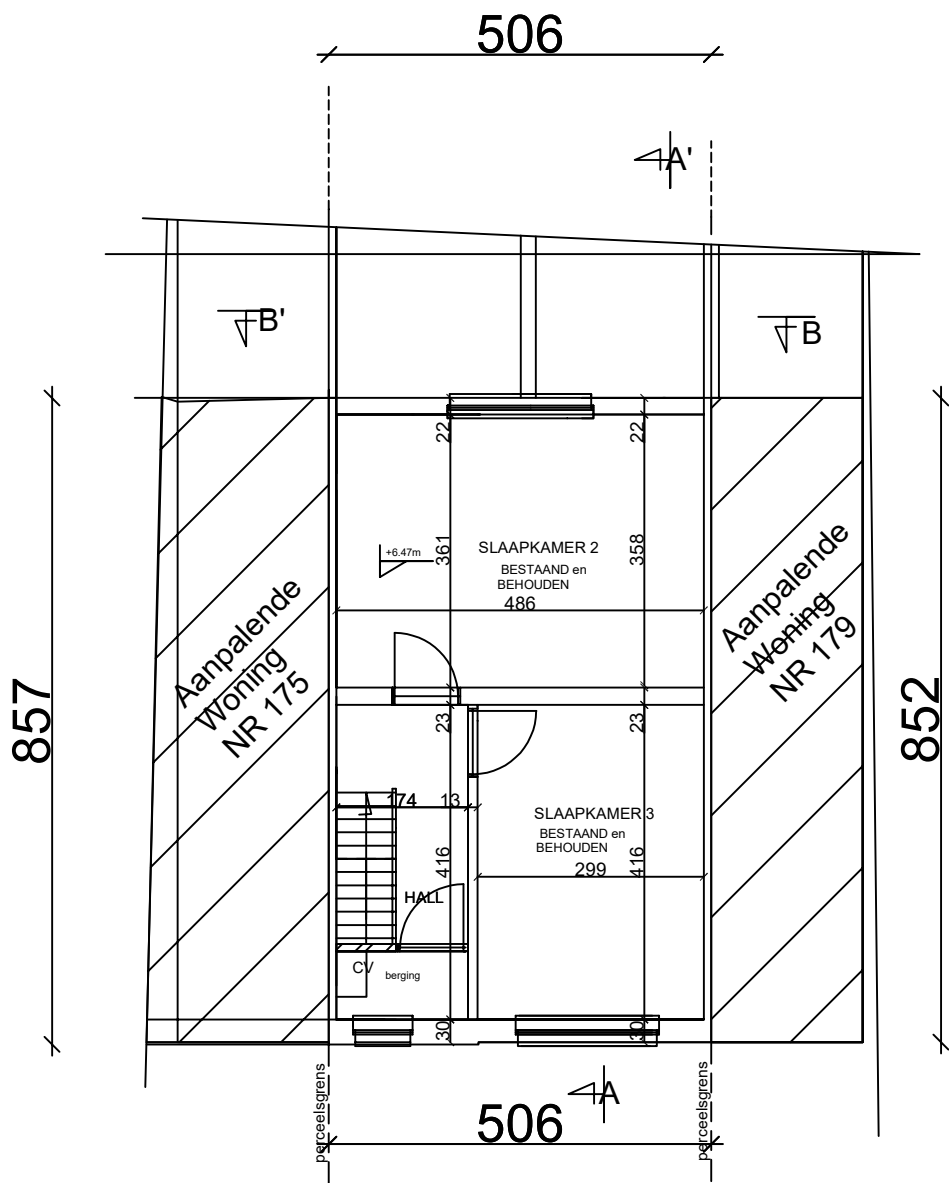 506
A'
B'
B
22
22
361
358
SLAAPKAMER 2
+6.47m
BESTAAND en
BEHOUDEN
486
Aanpalende
Woning
NR 175
Aanpalende
Woning
NR 179
857
852
23
23
174
13
SLAAPKAMER 3
BESTAAND en
BEHOUDEN
416
416
299
HALL
CV
berging
30
30
perceelsgrens
perceelsgrens
A
506